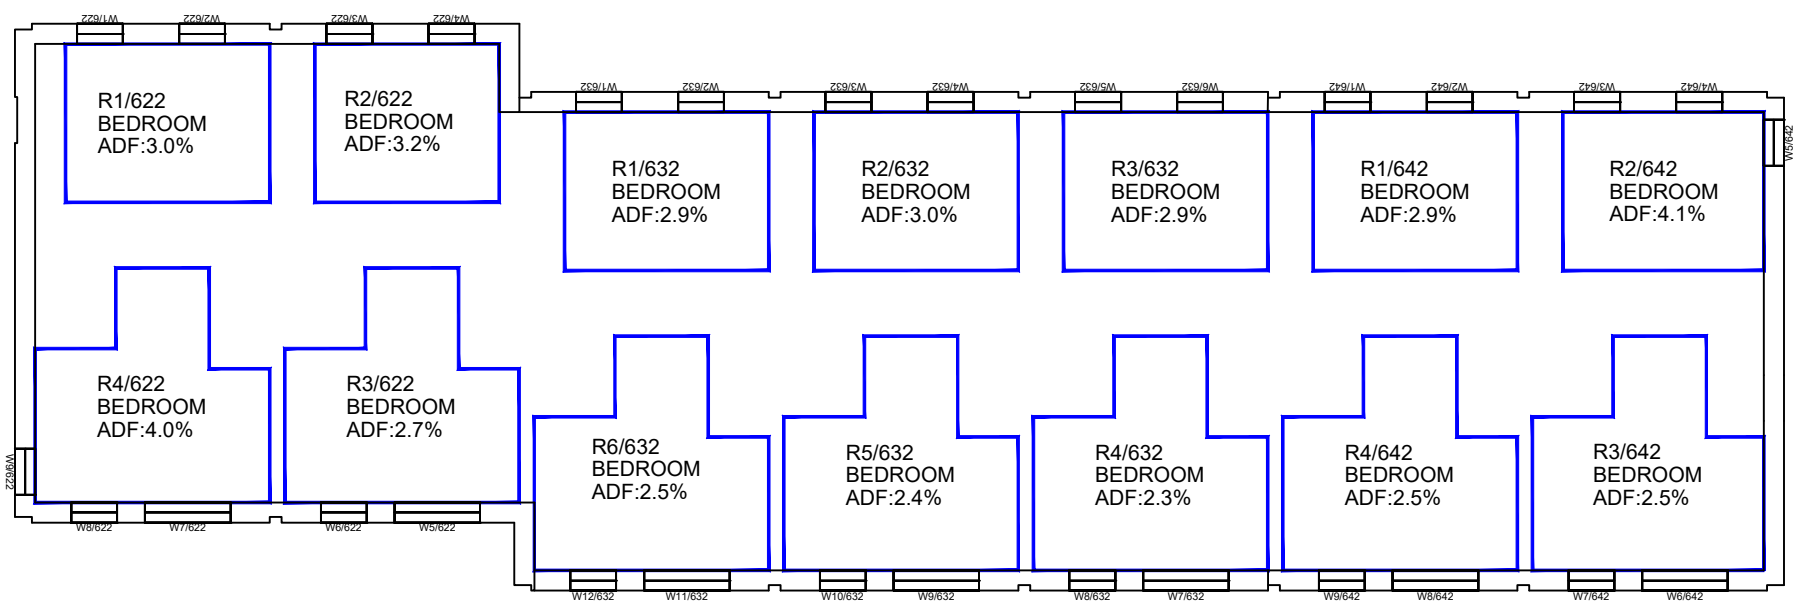 W1/622
W2/622
W3/622
W4/622
W1/632
W2/632
W3/632
W4/632
W5/632
W6/632
W1/642
W2/642
W3/642
W4/642
W5/642
R1/622
BEDROOM
ADF:3.0%
R2/622
BEDROOM
ADF:3.2%
R1/632
BEDROOM
ADF:2.9%
R2/632
BEDROOM
ADF:3.0%
R3/632
BEDROOM
ADF:2.9%
R1/642
BEDROOM
ADF:2.9%
R2/642
BEDROOM
ADF:4.1%
R4/622
BEDROOM
ADF:4.0%
R3/622
BEDROOM
ADF:2.7%
R6/632
BEDROOM
ADF:2.5%
R5/632
BEDROOM
ADF:2.4%
R4/632
BEDROOM
ADF:2.3%
R4/642
BEDROOM
ADF:2.5%
R3/642
BEDROOM
ADF:2.5%
W9/622
W8/622
W7/622
W6/622
W5/622
W12/632
W11/632
W10/632
W9/632
W8/632
W7/632
W9/642
W8/642
W7/642
W6/642